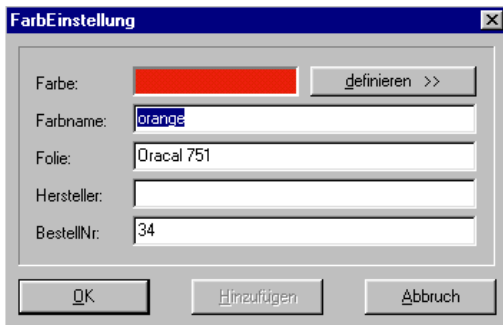 FarbEinstellung
Farbe:
definieren >>
Farbname: orange
Folie: Oracal 751
Hersteller:
BestellNr: 34
OK Hinzufügen Abbruch